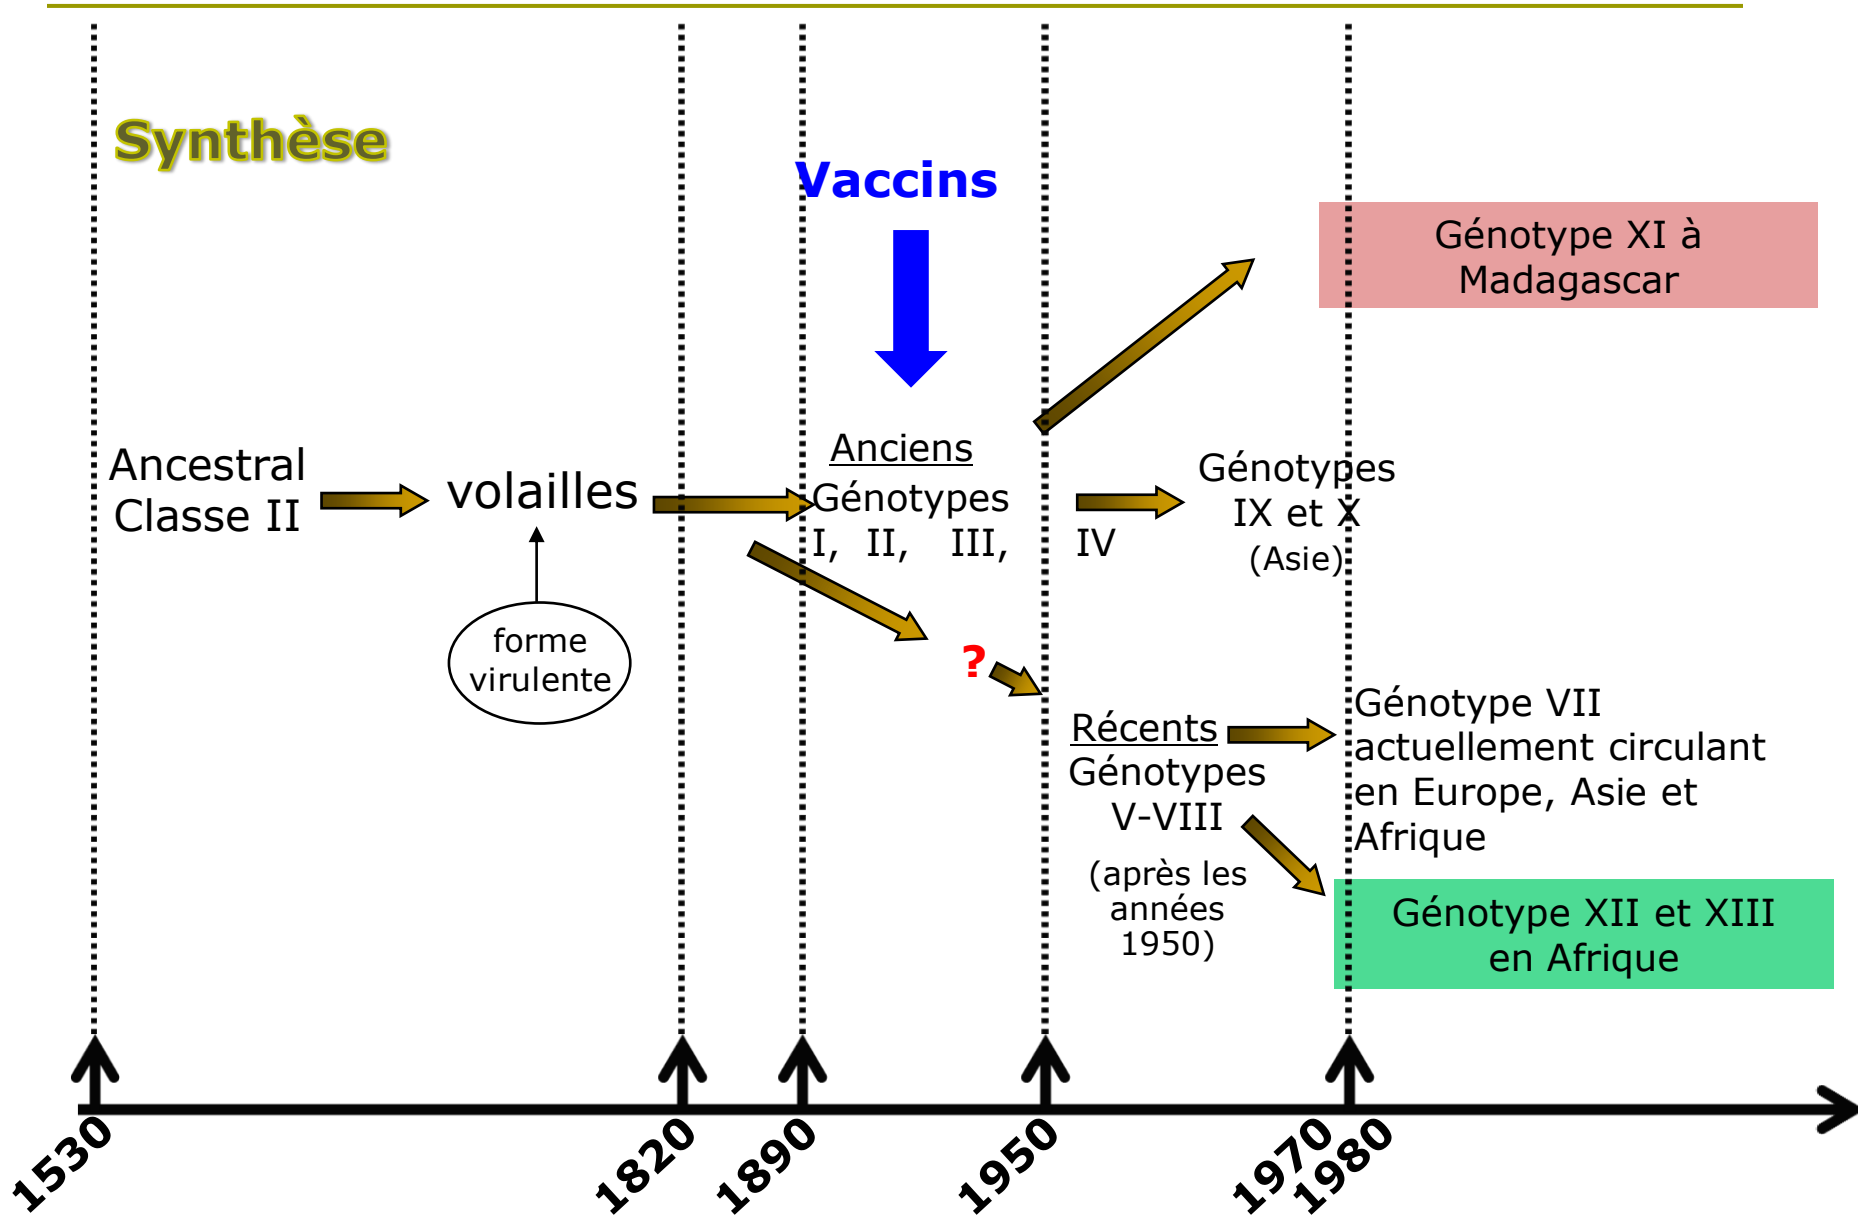 Synthèse
Vaccins
Génotype XI à
Madagascar
Ancestral
Classe II
volailles
forme
virulente
Anciens
Génotypes
I, II, III, IV
Génotypes
IX et X
(Asie)
?
Récents
Génotypes
V-VIII
(après les
années
1950)
Génotype VII
actuellement circulant
en Europe, Asie et
Afrique
Génotype XII et XIII
en Afrique
1530
1820
1890
1950
1970
1980